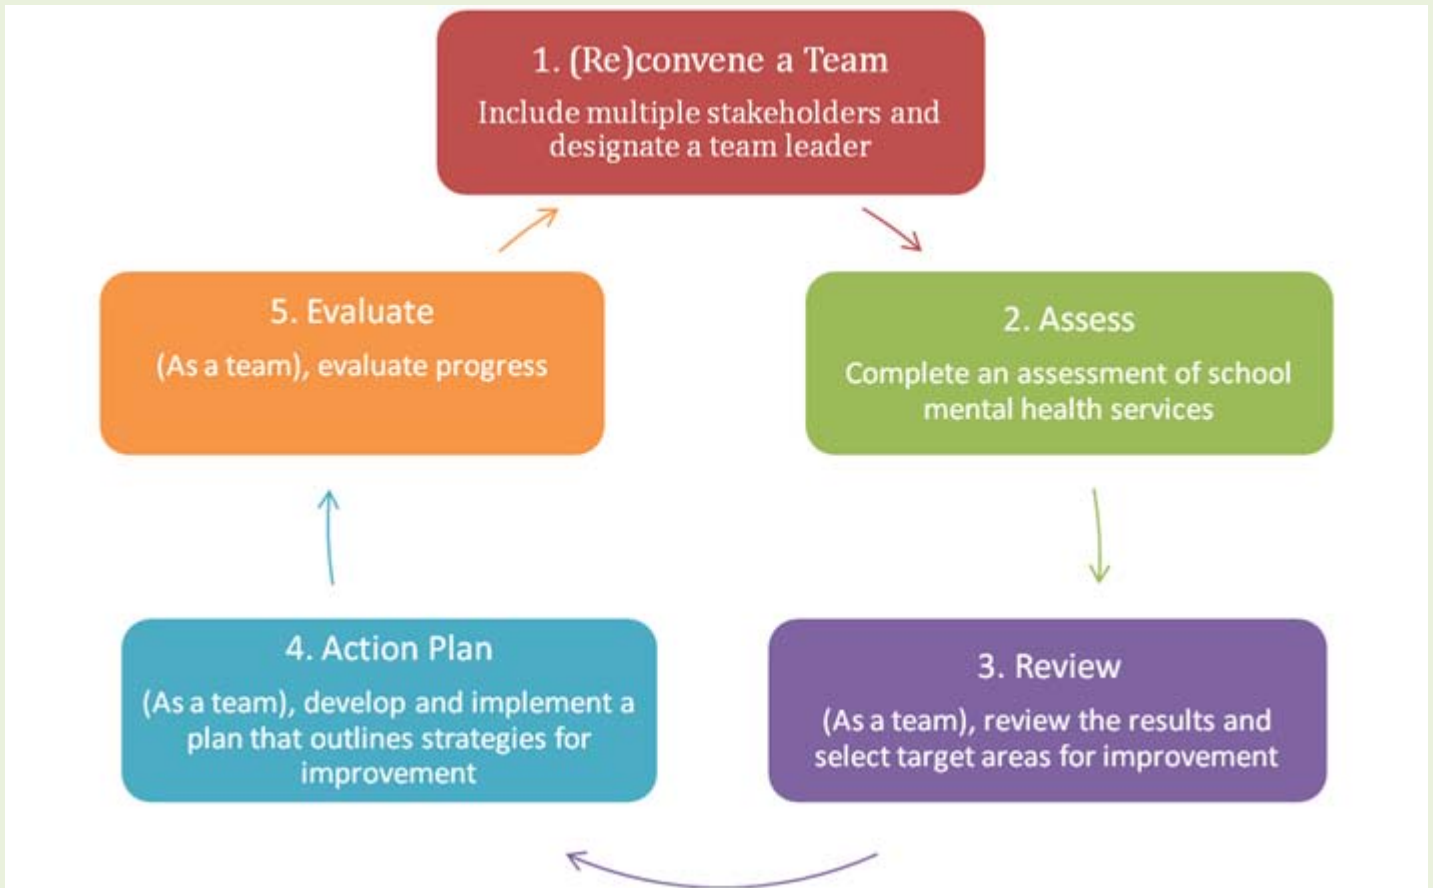 1. (Re)convene a Team
Include multiple stakeholders and
designate a team leader
2. Assess
Complete an assessment of school
mental health services
3. Review
(As a team), review the results and
select target areas for improvement
4. Action Plan
(As a team), develop and implement a
plan that outlines strategies for
improvement
5. Evaluate
(As a team), evaluate progress